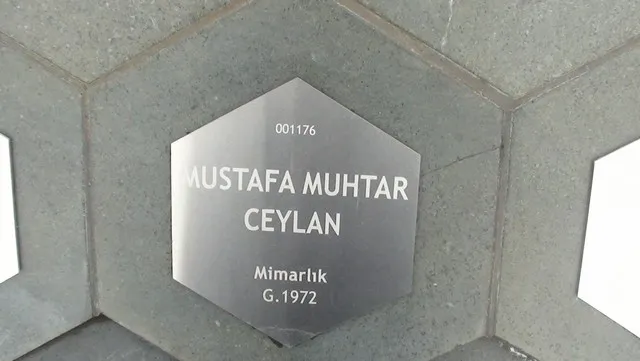 001176
MUSTAFA MUHTAR
CEYLAN
Mimarlık
G.1972